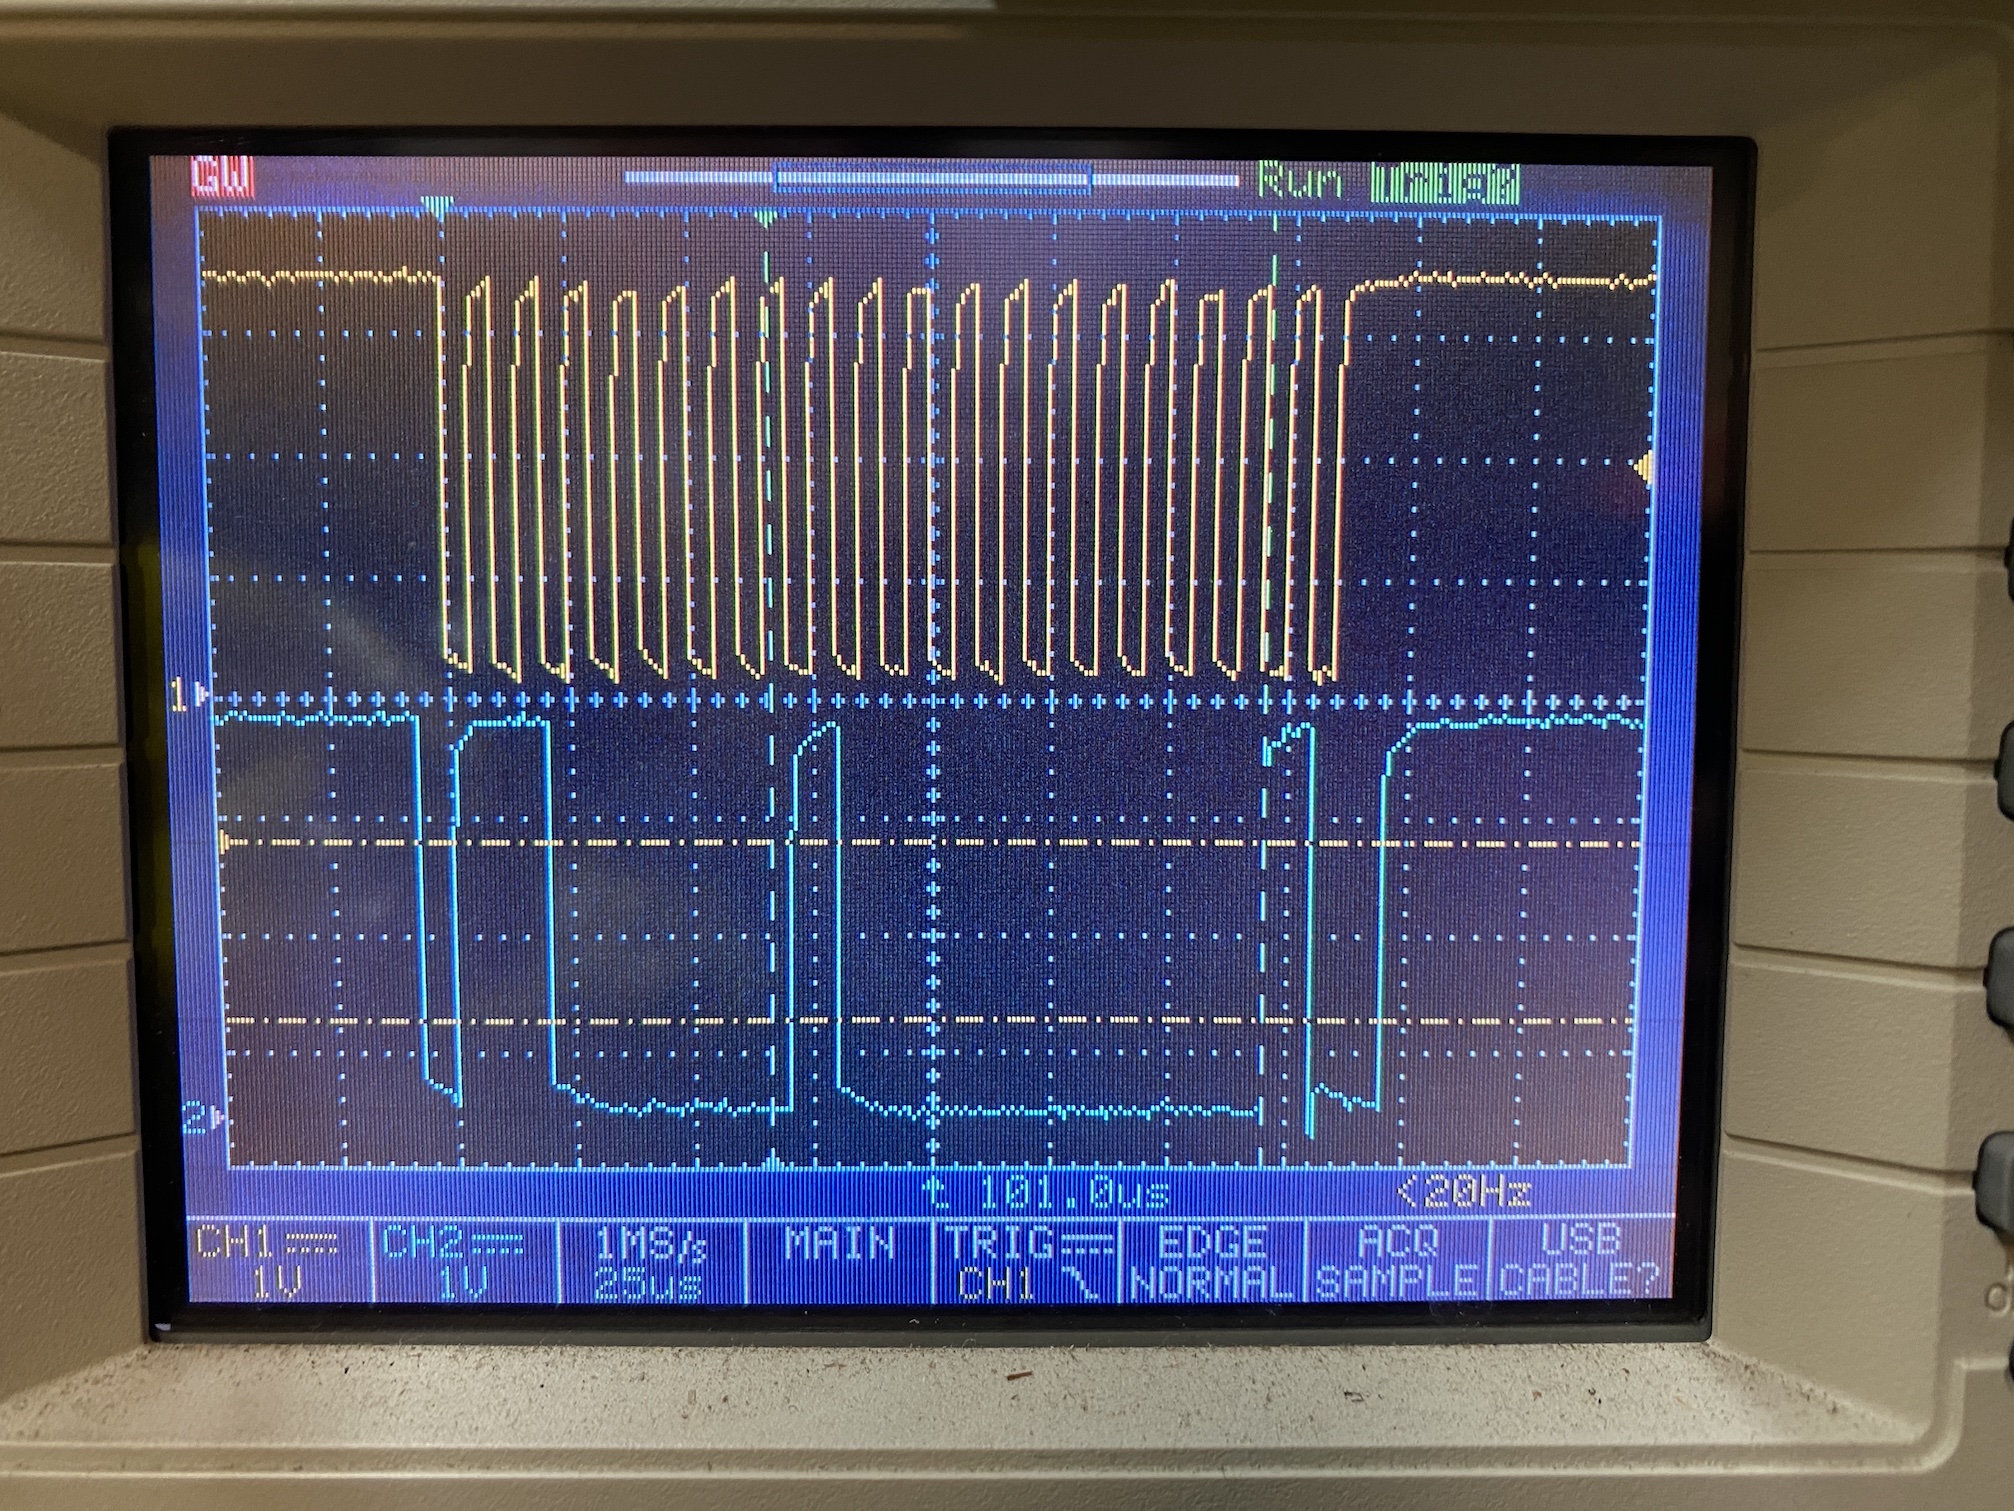 GW Run Trig'd
1
2
101.0us <20Hz
CH1 CH2 1MS/s MAIN TRIG EDGE ACQ USB
1V 1V 25us CH1 NORMAL SAMPLE CABLE?